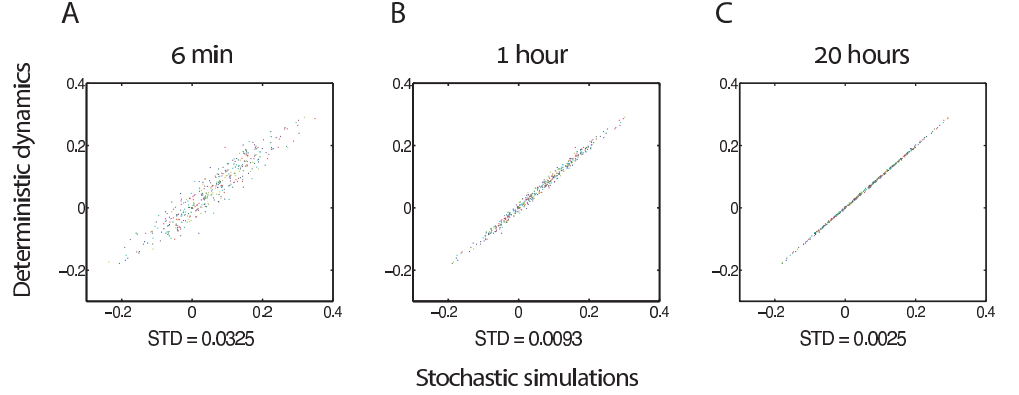 A
B
C
6 min
1 hour
20 hours
Deterministic dynamics
0.4
0.2
0
−0.2
−0.2
0
0.2
0.4
STD = 0.0325
0.4
0.2
0
−0.2
−0.2
0
0.2
0.4
STD = 0.0093
0.4
0.2
0
−0.2
−0.2
0
0.2
0.4
STD = 0.0025
Stochastic simulations